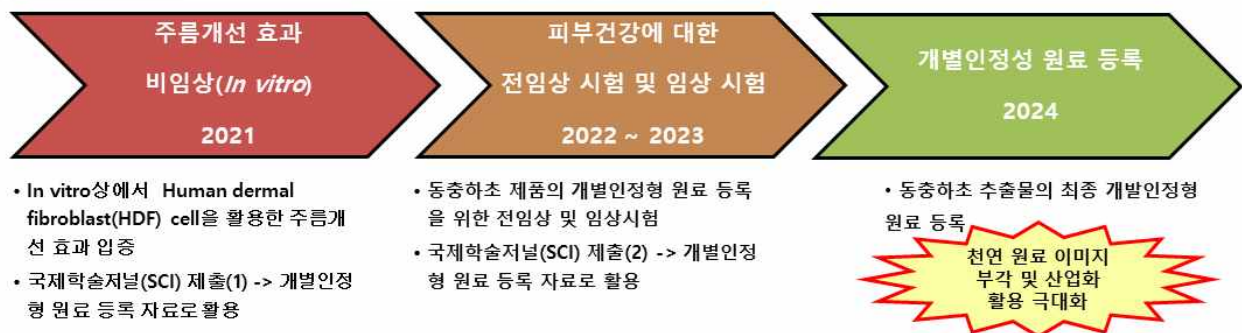 주름개선 효과
비임상(In vitro)
2021
피부건강에 대한
전임상 시험 및 임상 시험
2022 ~ 2023
개별인정성 원료 등록
2024
• In vitro상에서 Human dermal
fibroblast(HDF) cell을 활용한 주름개
선 효과 입증
• 국제학술저널(SCI) 제출(1) -> 개별인정
형 원료 등록 자료로 활용
• 동충하초 제품의 개별인정형 원료 등록
을 위한 전임상 및 임상시험
• 국제학술저널(SCI) 제출(2) -> 개별인정
형 원료 등록 자료로 활용
• 동충하초 추출물의 최종 개발인정형
원료 등록
천연 원료 이미지
부각 및 산업화
활용 극대화